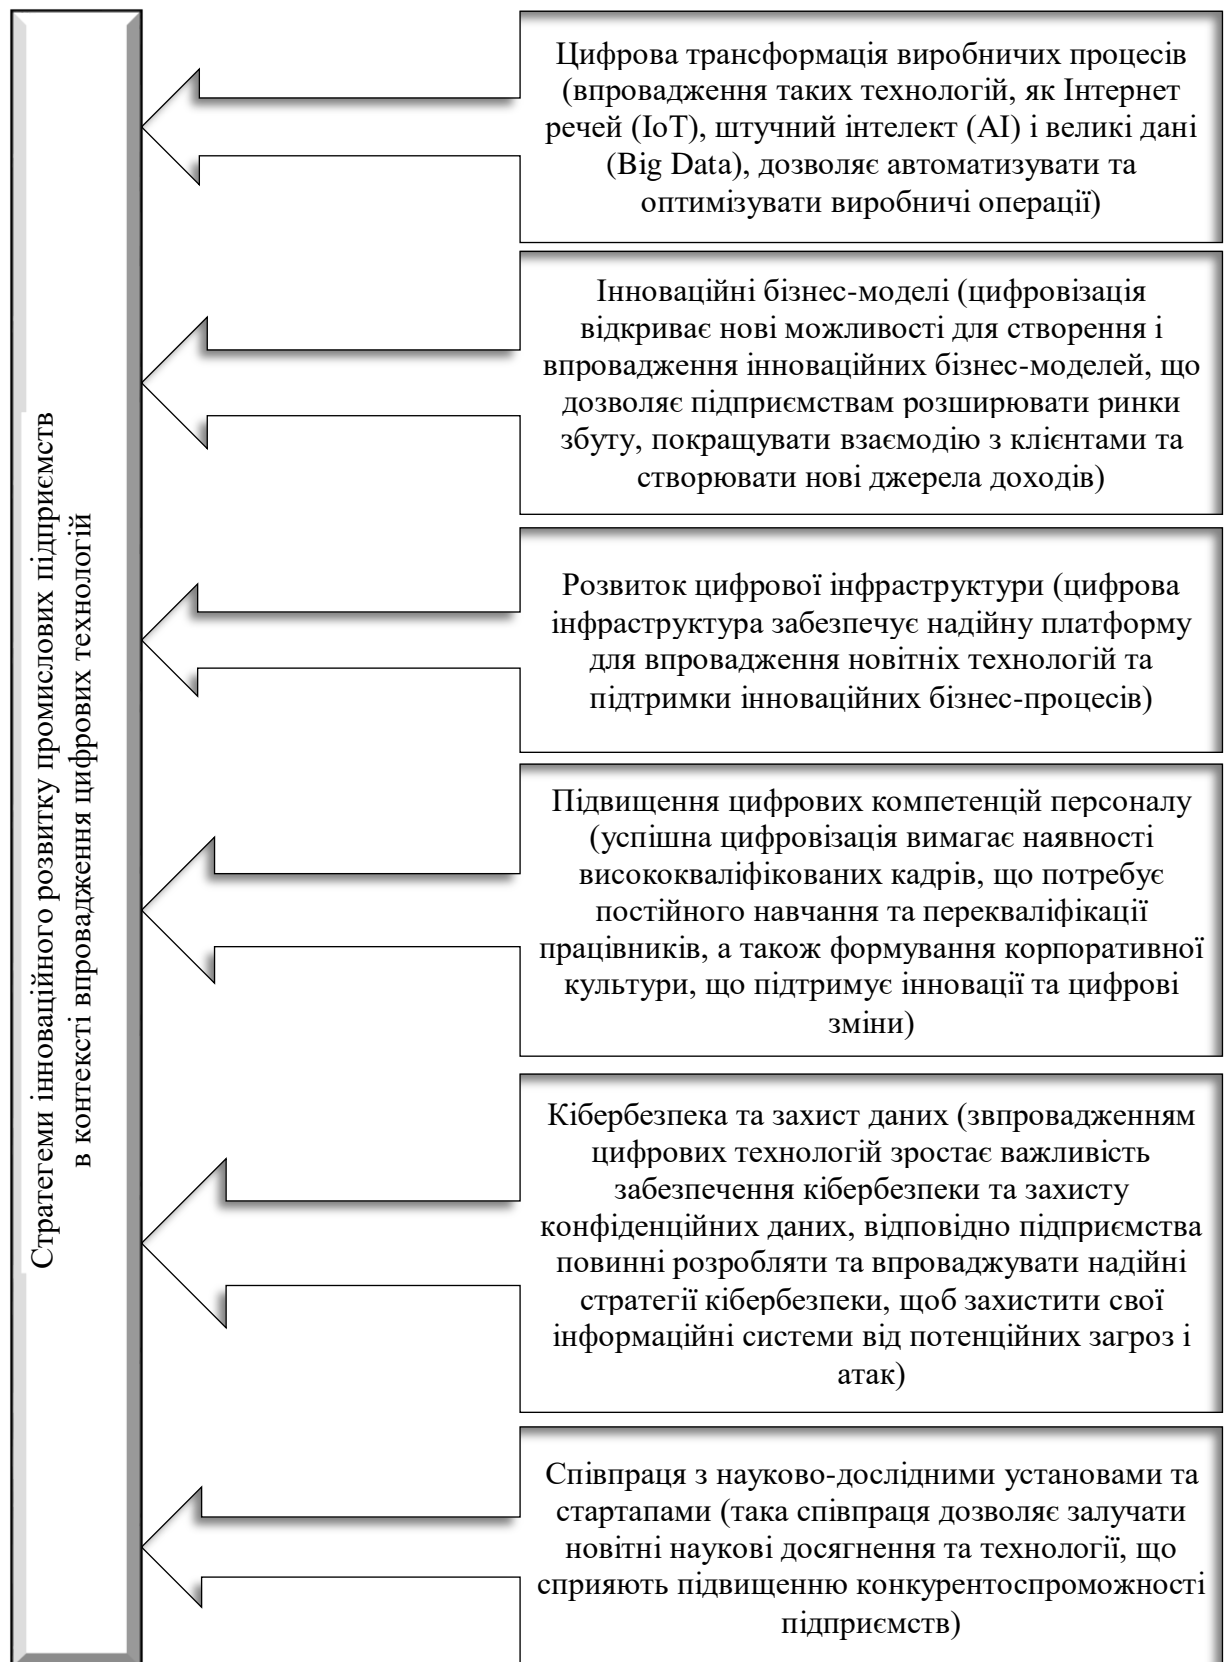 Стратегеми інноваційного розвитку промислових підприємств
в контексті впровадження цифрових технологій
Цифрова трансформація виробничих процесів
(впровадження таких технологій, як Інтернет
речей (IoT), штучний інтелект (AI) і великі дані
(Big Data), дозволяє автоматизувати та
оптимізувати виробничі операції)
Інноваційні бізнес-моделі (цифровізація
відкриває нові можливості для створення і
впровадження інноваційних бізнес-моделей, що
дозволяє підприємствам розширювати ринки
збуту, покращувати взаємодію з клієнтами та
створювати нові джерела доходів)
Розвиток цифрової інфраструктури (цифрова
інфраструктура забезпечує надійну платформу
для впровадження новітніх технологій та
підтримки інноваційних бізнес-процесів)
Підвищення цифрових компетенцій персоналу
(успішна цифровізація вимагає наявності
висококваліфікованих кадрів, що потребує
постійного навчання та перекваліфікації
працівників, а також формування корпоративної
культури, що підтримує інновації та цифрові
зміни)
Кібербезпека та захист даних (звпровадженням
цифрових технологій зростає важливість
забезпечення кібербезпеки та захисту
конфіденційних даних, відповідно підприємства
повинні розробляти та впроваджувати надійні
стратегії кібербезпеки, щоб захистити свої
інформаційні системи від потенційних загроз і
атак)
Співпраця з науково-дослідними установами та
стартапами (така співпраця дозволяє залучати
новітні наукові досягнення та технології, що
сприяють підвищенню конкурентоспроможності
підприємств)